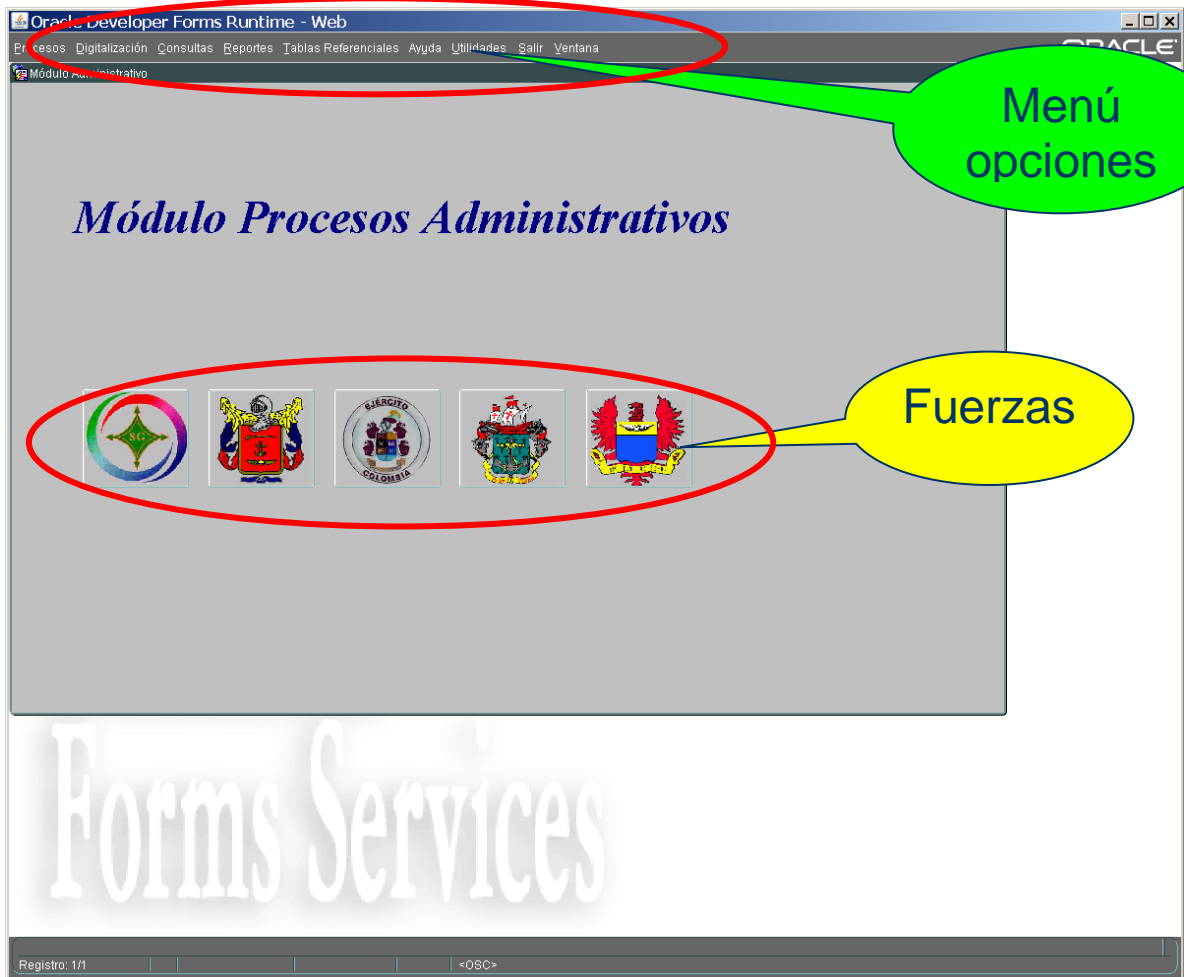 Oracle Developer Forms Runtime - Web
Procesos Digitalización Consultas Reportes Tablas Referenciales Ayuda Utilidades Salir Ventana
ORACLE
Módulo Administrativo
Menú
opciones
Módulo Procesos Administrativos
Fuerzas
SG
EJERCITO
COLOMBIA
Forms Services
Registro: 1/1
<OSC>